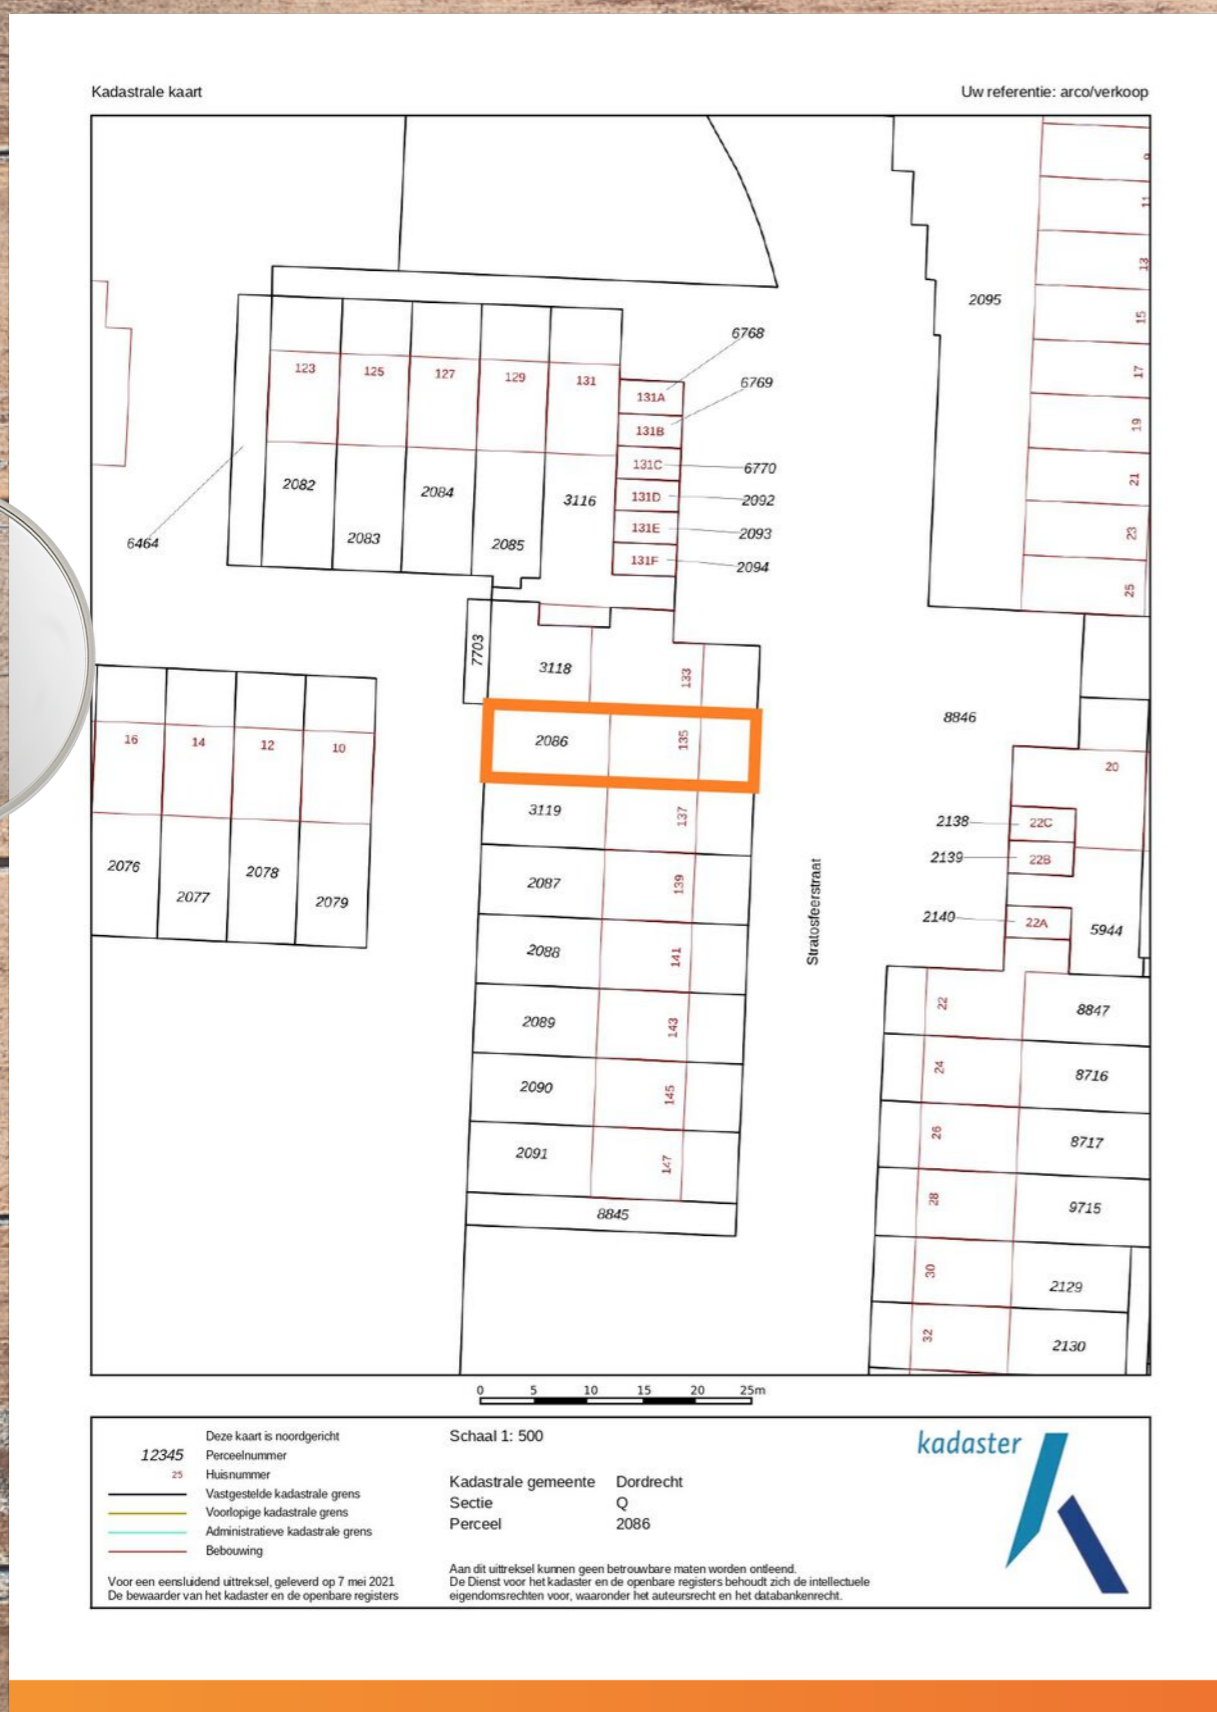 Kadastrale kaart
Uw referentie: arco/verkoop
9
11
13
2095
15
6768
123
125
127
129
131
17
6769
131A
131B
19
131C
6770
2082
2084
3116
131D
2092
21
6464
2083
2085
131E
2093
23
131F
2094
25
7703
3118
133
8846
16
14
12
10
2086
135
20
3119
137
2138
22C
2139
22B
2076
2077
2078
2079
2087
139
Stratosfeerstraat
2140
22A
5944
2088
141
22
8847
2089
143
24
8716
2090
145
26
8717
2091
147
28
9715
8845
30
2129
32
2130
0 5 10 15 20 25m
Deze kaart is noordgericht
12345 Perceelnummer
25 Huisnummer
Vastgestelde kadastrale grens
Voorlopige kadastrale grens
Administratieve kadastrale grens
Bebouwing
Voor een eensluidend uittreksel, geleverd op 7 mei 2021
De bewaarder van het kadaster en de openbare registers
Schaal 1: 500
Kadastrale gemeente Dordrecht
Sectie Q
Perceel 2086
Aan dit uittreksel kunnen geen betrouwbare maten worden ontleend.
De Dienst voor het kadaster en de openbare registers behoudt zich de intellectuele
eigendomsrechten voor, waaronder het auteursrecht en het databankenrecht.
kadaster